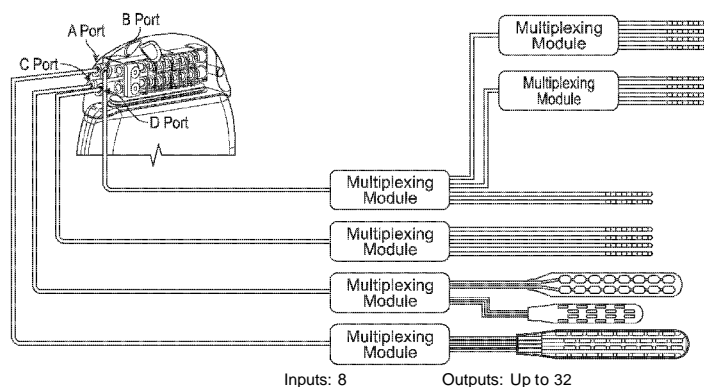 B Port
A Port
C Port
D Port
Multiplexing
Module
Multiplexing
Module
Multiplexing
Module
Multiplexing
Module
Multiplexing
Module
Multiplexing
Module
Inputs: 8 Outputs: Up to 32